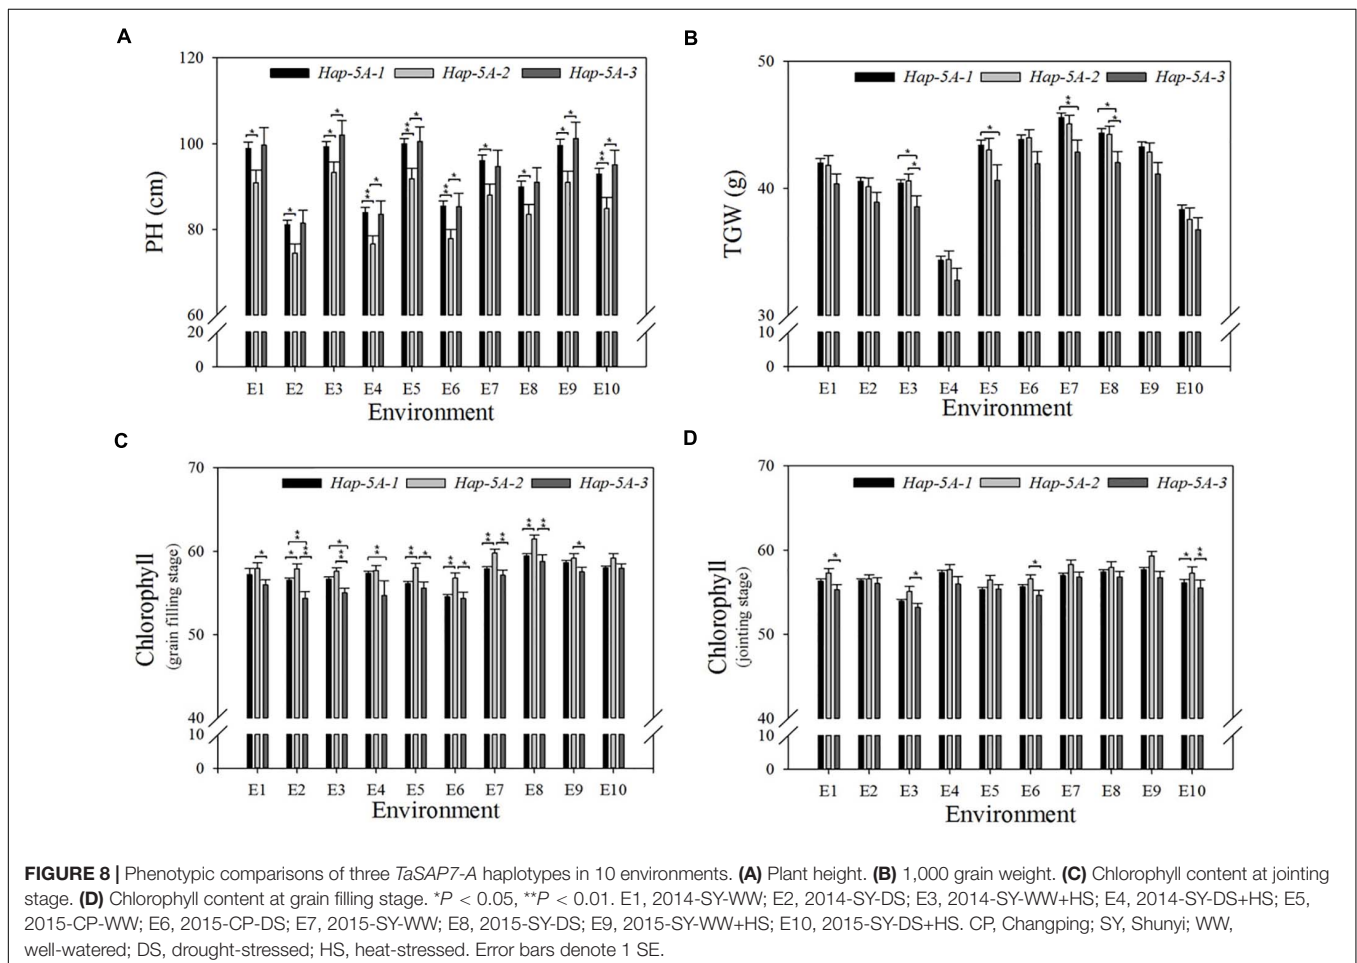 A
120
Hap-5A-1 Hap-5A-2 Hap-5A-3
100
80
60
20
0
PH (cm)
E1 E2 E3 E4 E5 E6 E7 E8 E9 E10
Environment
B
50
Hap-5A-1 Hap-5A-2 Hap-5A-3
40
30
10
0
TGW (g)
E1 E2 E3 E4 E5 E6 E7 E8 E9 E10
Environment
C
70
Hap-5A-1 Hap-5A-2 Hap-5A-3
60
50
40
10
0
Chlorophyll
(grain filling stage)
E1 E2 E3 E4 E5 E6 E7 E8 E9 E10
Environment
D
70
Hap-5A-1 Hap-5A-2 Hap-5A-3
60
50
40
10
0
Chlorophyll
(jointing stage)
E1 E2 E3 E4 E5 E6 E7 E8 E9 E10
Environment
FIGURE 8 | Phenotypic comparisons of three TaSAP7-A haplotypes in 10 environments. (A) Plant height. (B) 1,000 grain weight. (C) Chlorophyll content at jointing
stage. (D) Chlorophyll content at grain filling stage. *P < 0.05, **P < 0.01. E1, 2014-SY-WW; E2, 2014-SY-DS; E3, 2014-SY-WW+HS; E4, 2014-SY-DS+HS; E5,
2015-CP-WW; E6, 2015-CP-DS; E7, 2015-SY-WW; E8, 2015-SY-DS; E9, 2015-SY-WW+HS; E10, 2015-SY-DS+HS. CP, Changping; SY, Shunyi; WW,
well-watered; DS, drought-stressed; HS, heat-stressed. Error bars denote 1 SE.